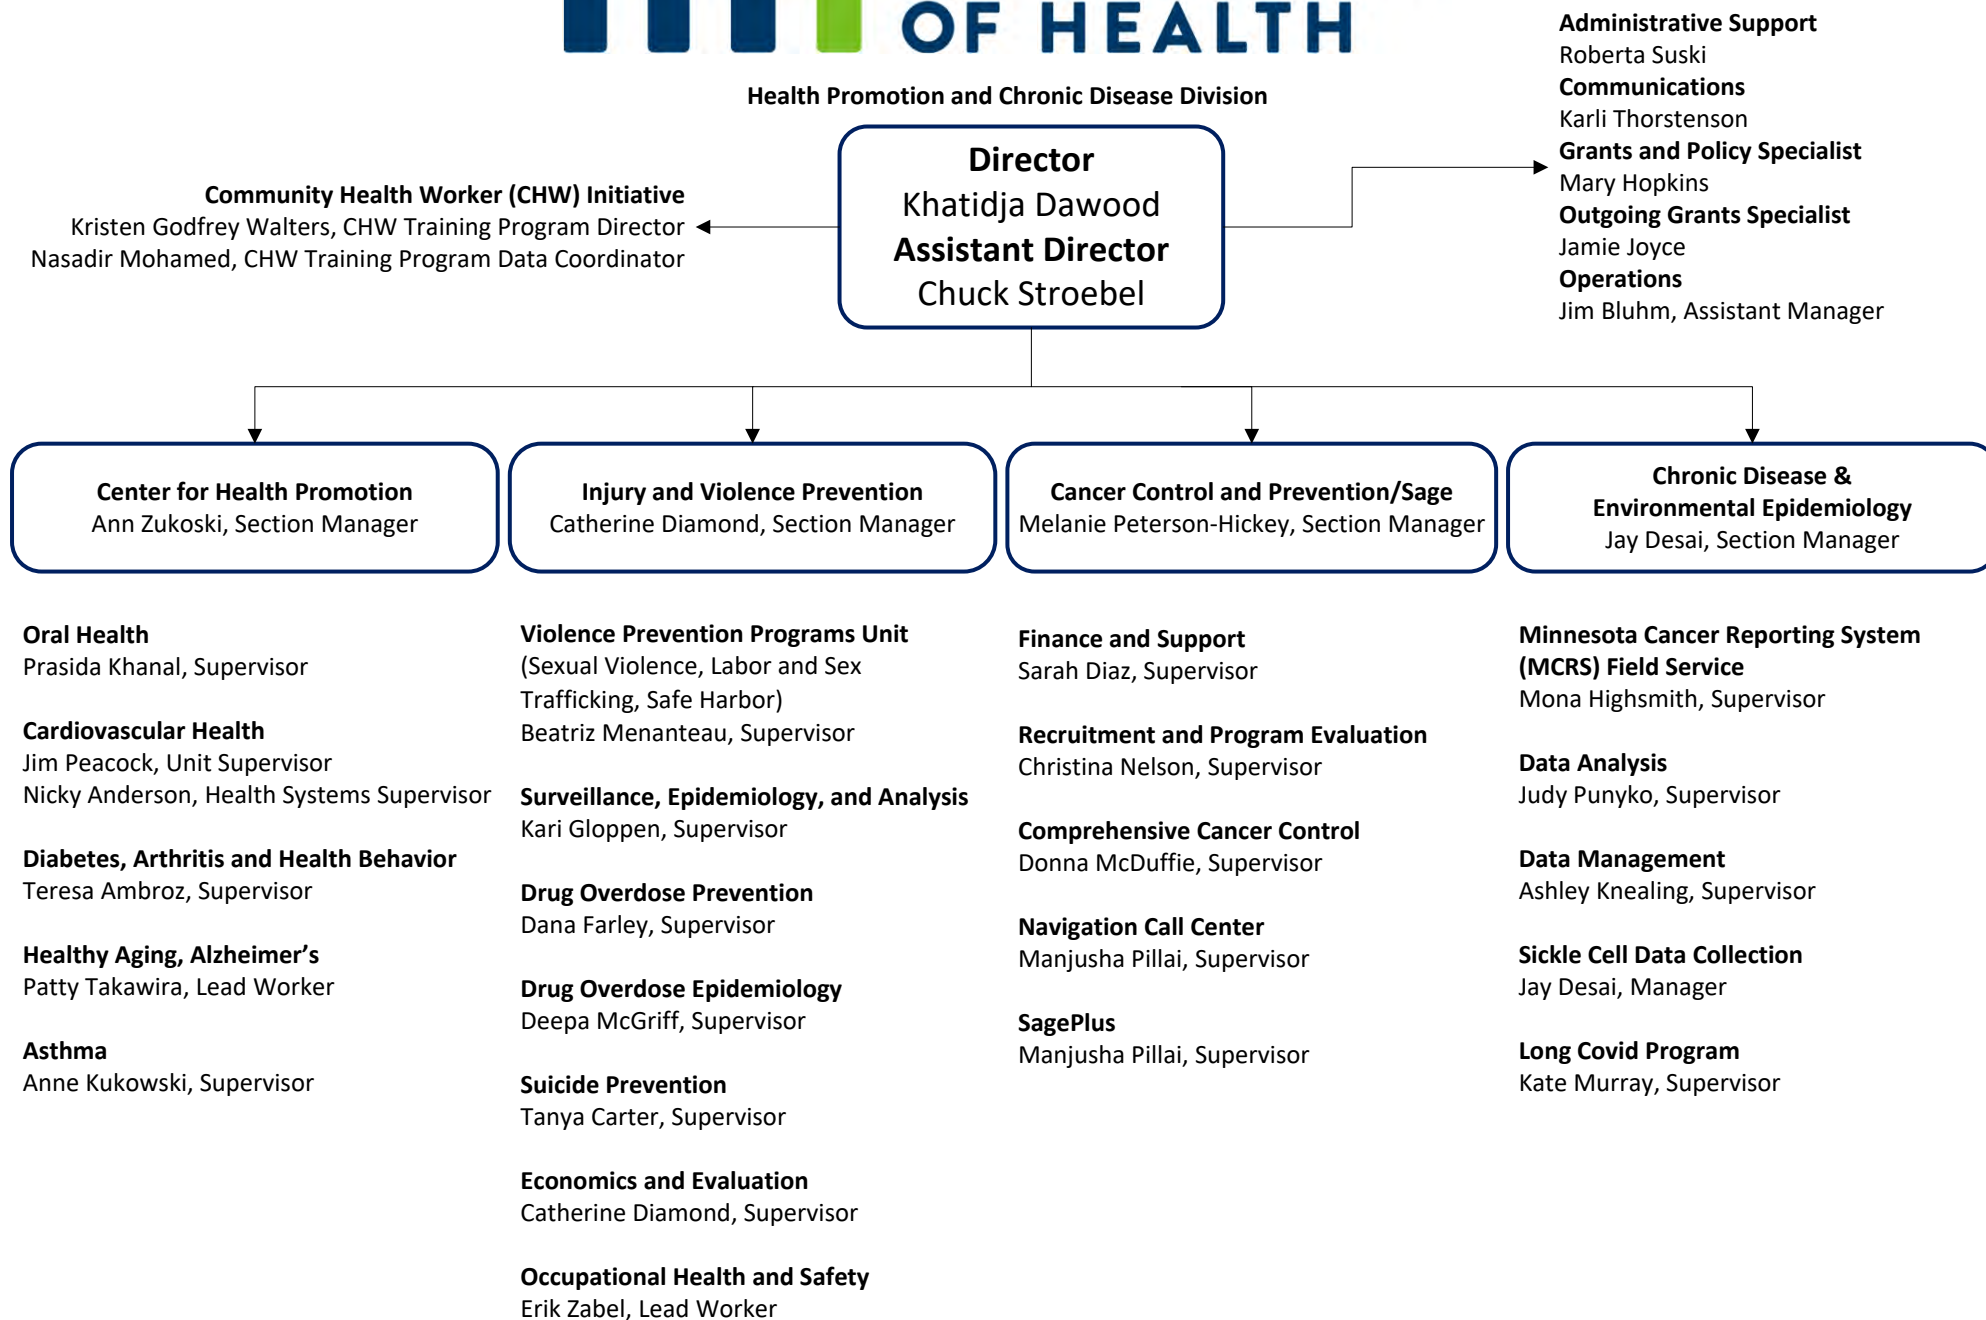 OF HEALTH
Health Promotion and Chronic Disease Division
Director
Khatidja Dawood
Assistant Director
Chuck Stroebel
Community Health Worker (CHW) Initiative
Kristen Godfrey Walters, CHW Training Program Director
Nasadir Mohamed, CHW Training Program Data Coordinator
Administrative Support
Roberta Suski
Communications
Karli Thorstenson
Grants and Policy Specialist
Mary Hopkins
Outgoing Grants Specialist
Jamie Joyce
Operations
Jim Bluhm, Assistant Manager
Center for Health Promotion
Ann Zukoski, Section Manager
Oral Health
Prasida Khanal, Supervisor
Cardiovascular Health
Jim Peacock, Unit Supervisor
Nicky Anderson, Health Systems Supervisor
Diabetes, Arthritis and Health Behavior
Teresa Ambroz, Supervisor
Healthy Aging, Alzheimer’s
Patty Takawira, Lead Worker
Asthma
Anne Kukowski, Supervisor
Injury and Violence Prevention
Catherine Diamond, Section Manager
Violence Prevention Programs Unit
(Sexual Violence, Labor and Sex
Trafficking, Safe Harbor)
Beatriz Menanteau, Supervisor
Surveillance, Epidemiology, and Analysis
Kari Gloppen, Supervisor
Drug Overdose Prevention
Dana Farley, Supervisor
Drug Overdose Epidemiology
Deepa McGriff, Supervisor
Suicide Prevention
Tanya Carter, Supervisor
Economics and Evaluation
Catherine Diamond, Supervisor
Occupational Health and Safety
Erik Zabel, Lead Worker
Cancer Control and Prevention/Sage
Melanie Peterson-Hickey, Section Manager
Finance and Support
Sarah Diaz, Supervisor
Recruitment and Program Evaluation
Christina Nelson, Supervisor
Comprehensive Cancer Control
Donna McDuffie, Supervisor
Navigation Call Center
Manjusha Pillai, Supervisor
SagePlus
Manjusha Pillai, Supervisor
Chronic Disease &
Environmental Epidemiology
Jay Desai, Section Manager
Minnesota Cancer Reporting System
(MCRS) Field Service
Mona Highsmith, Supervisor
Data Analysis
Judy Punyko, Supervisor
Data Management
Ashley Knealing, Supervisor
Sickle Cell Data Collection
Jay Desai, Manager
Long Covid Program
Kate Murray, Supervisor